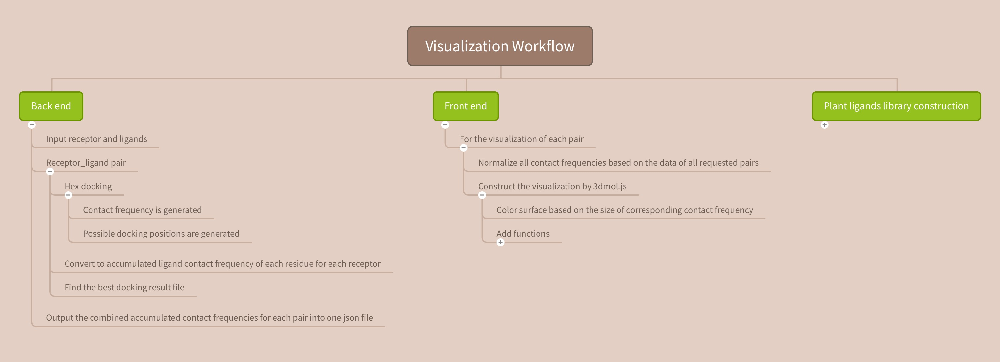 Visualization Workflow
Back end
Input receptor and ligands
Receptor_ligand pair
Hex docking
Contact frequency is generated
Possible docking positions are generated
Convert to accumulated ligand contact frequency of each residue for each receptor
Find the best docking result file
Output the combined accumulated contact frequencies for each pair into one json file
Front end
For the visualization of each pair
Normalize all contact frequencies based on the data of all requested pairs
Construct the visualization by 3dmol.js
Color surface based on the size of corresponding contact frequency
Add functions
Plant ligands library construction